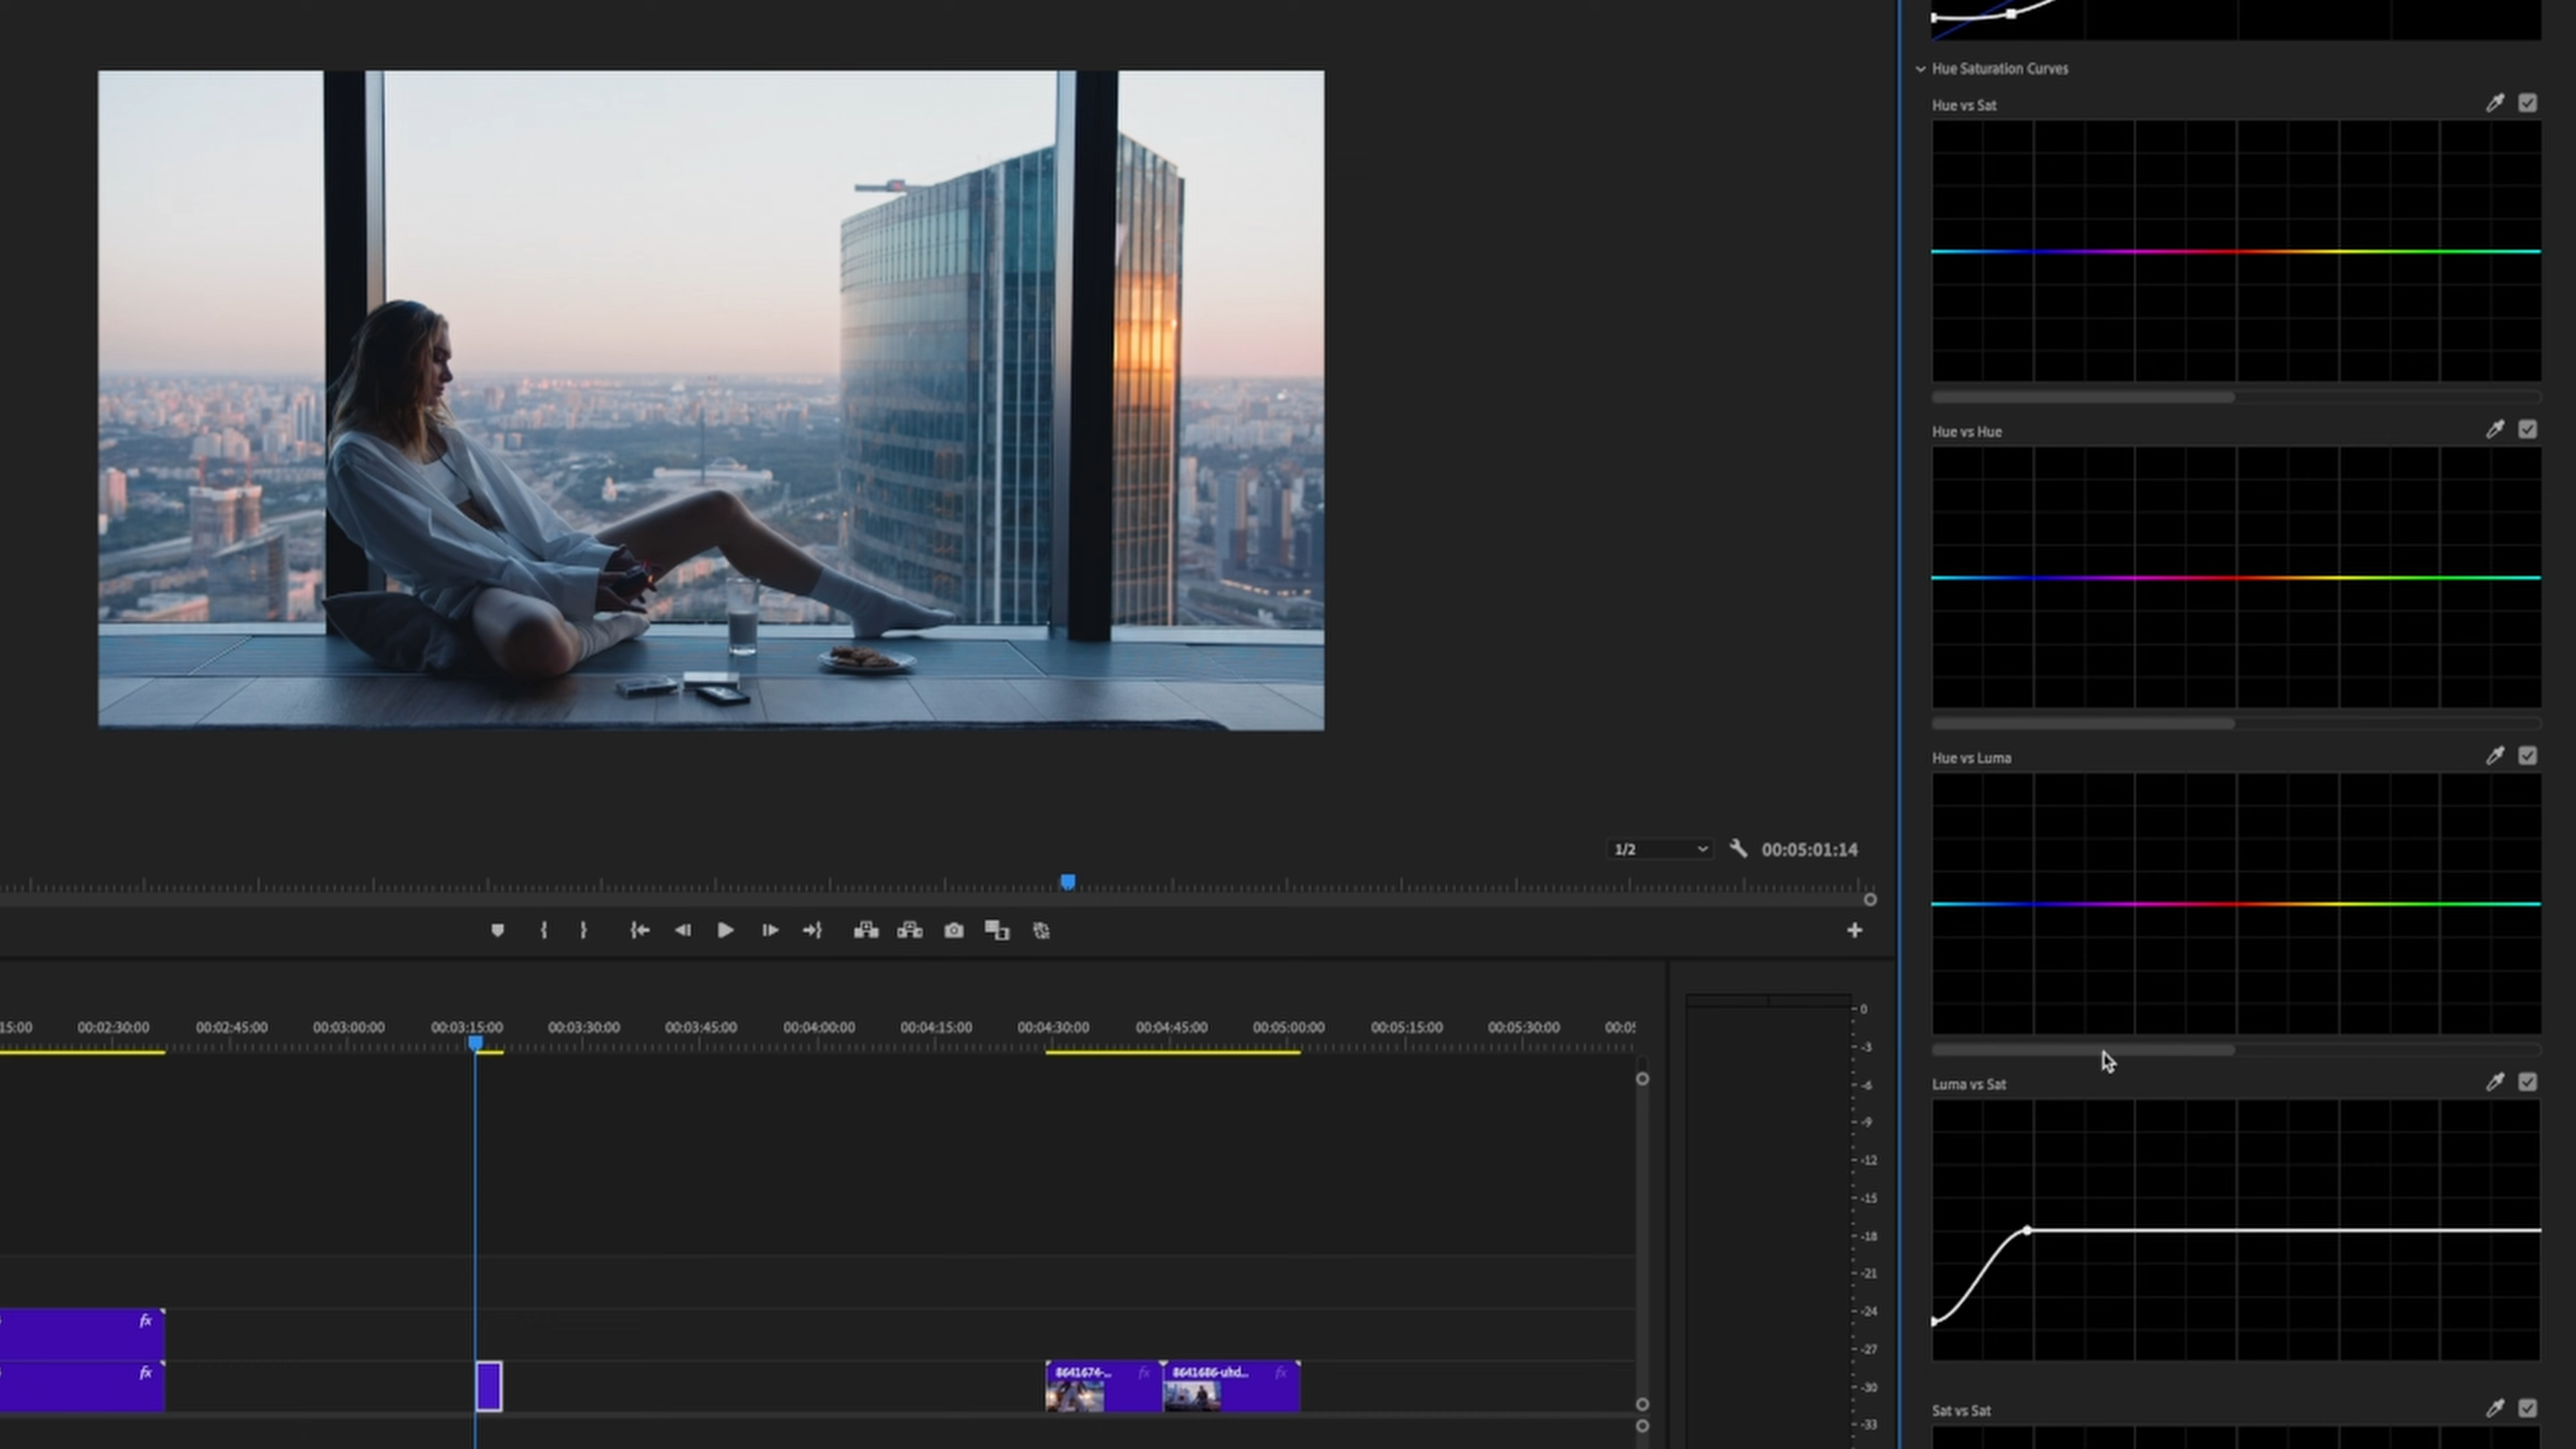 Hue Saturation Curves
Hue vs Sat
Hue vs Hue
Hue vs Luma
1/2
00:05:01:14
15:00
00:02:30:00
00:02:45:00
00:03:00:00
00:03:15:00
00:03:30:00
00:03:45:00
00:04:00:00
00:04:15:00
00:04:30:00
00:04:45:00
00:05:00:00
00:05:15:00
00:05:30:00
00:05
0
-3
-6
-9
-12
-15
-18
-21
-24
-27
-30
-33
Luma vs Sat
fx
fx
8641674-...
fx
8641686-uhd...
fx
Sat vs Sat